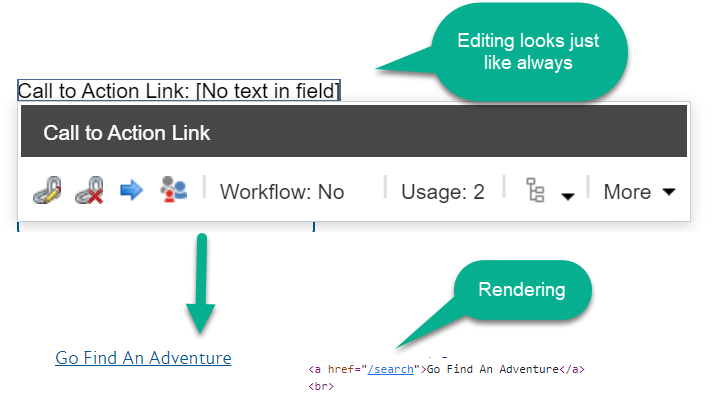 Editing looks just
like always
Call to Action Link: [No text in field]
Call to Action Link
Workflow: No
Usage: 2
More
Rendering
Go Find An Adventure
<a href="/search">Go Find An Adventure</a>
<br>